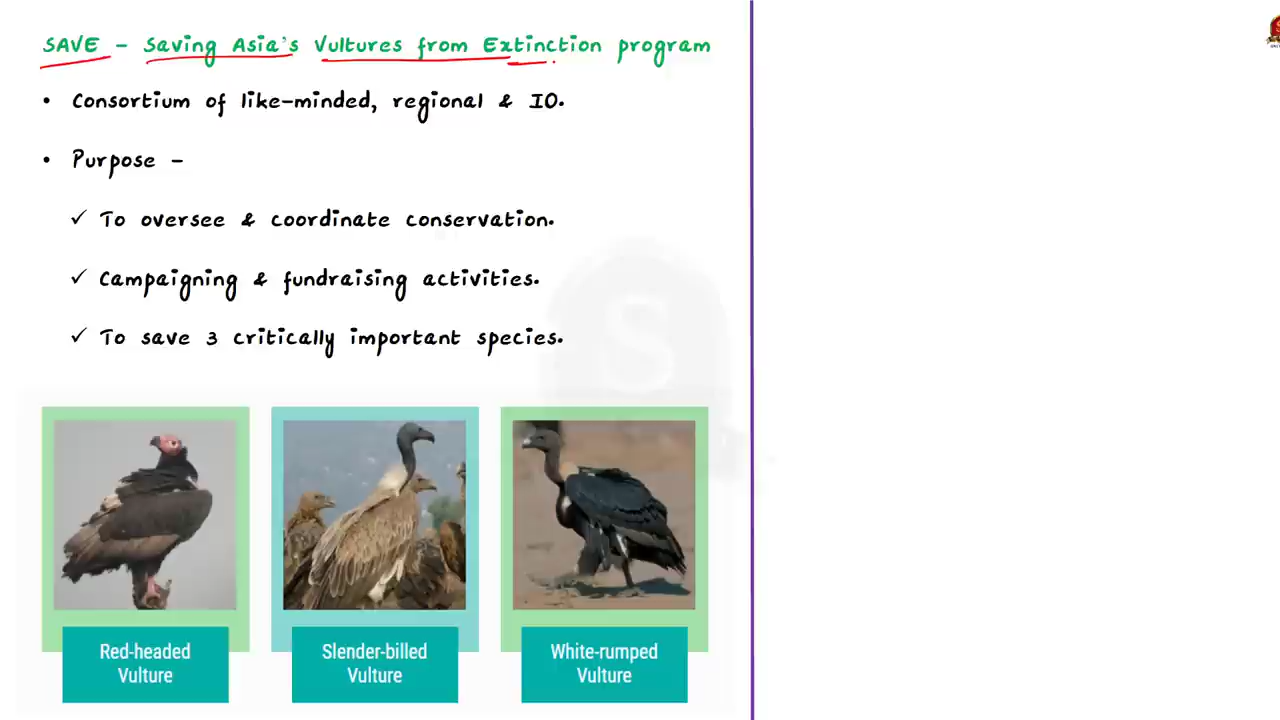 SAVE - Saving Asia's Vultures from Extinction program
• Consortium of like-minded, regional & IO.
• Purpose -
✓ To oversee & coordinate conservation.
✓ Campaigning & fundraising activities.
✓ To save 3 critically important species.
S
Red-headed
Vulture
Slender-billed
Vulture
White-rumped
Vulture